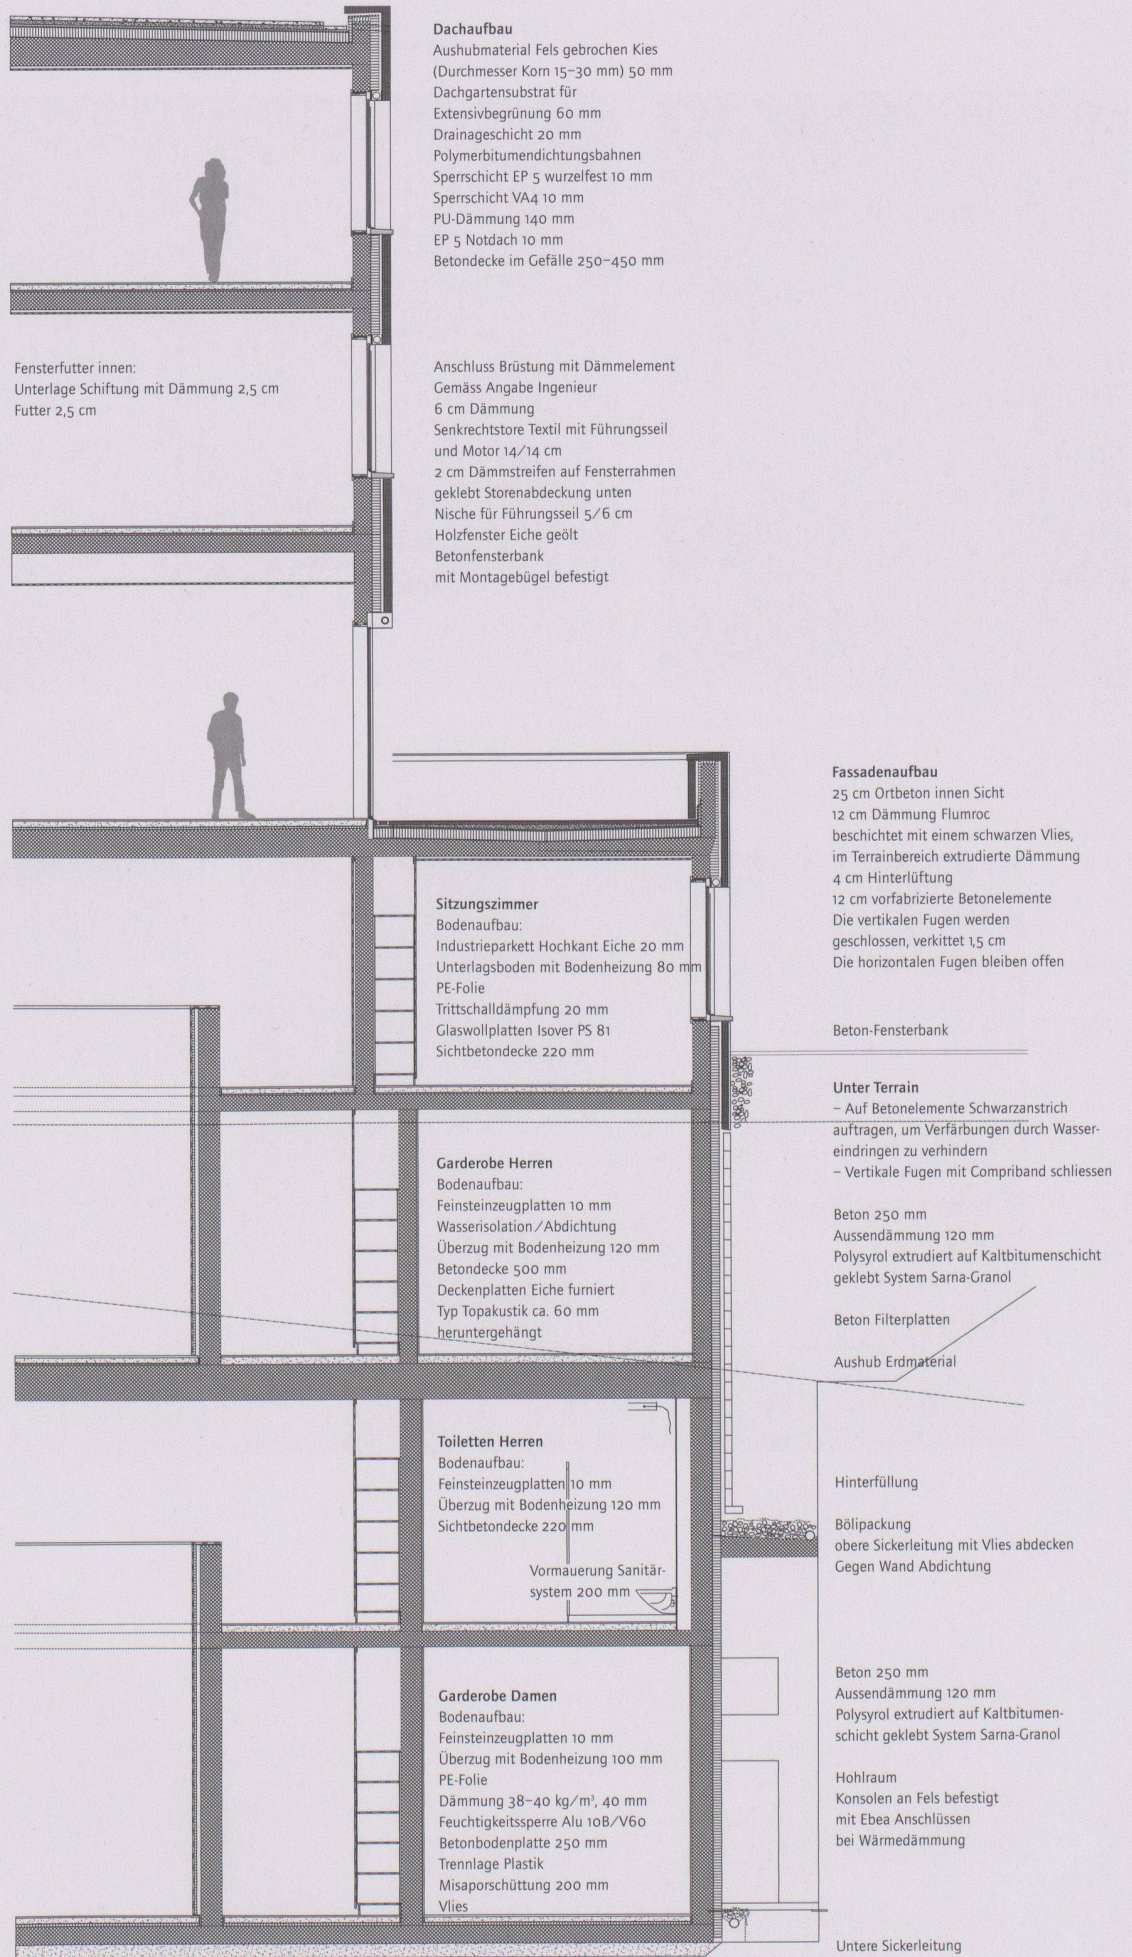 Dachaufbau
Aushubmaterial Fels gebrochen Kies
(Durchmesser Korn 15–30 mm) 50 mm
Dachgartensubstrat für
Extensivbegrünung 60 mm
Drainageschicht 20 mm
Polymerbitumendichtungsbahnen
Sperrschicht EP 5 wurzelfest 10 mm
Sperrschicht VA4 10 mm
PU-Dämmung 140 mm
EP 5 Notdach 10 mm
Betondecke im Gefälle 250–450 mm
Fensterfutter innen:
Unterlage Schiftung mit Dämmung 2,5 cm
Futter 2,5 cm
Anschluss Brüstung mit Dämmelement
Gemäss Angabe Ingenieur
6 cm Dämmung
Senkrechtstore Textil mit Führungsseil
und Motor 14/14 cm
2 cm Dämmstreifen auf Fensterrahmen
geklebt Storenabdeckung unten
Nische für Führungsseil 5/6 cm
Holzfenster Eiche geölt
Betonfensterbank
mit Montagebügel befestigt
Fassadenaufbau
25 cm Ortbeton innen Sicht
12 cm Dämmung Flumroc
beschichtet mit einem schwarzen Vlies,
im Terrainbereich extrudierte Dämmung
4 cm Hinterlüftung
12 cm vorfabrizierte Betonelemente
Die vertikalen Fugen werden
geschlossen, verkittet 1,5 cm
Die horizontalen Fugen bleiben offen
Sitzungszimmer
Bodenaufbau:
Industrieparkett Hochkant Eiche 20 mm
Unterlagsboden mit Bodenheizung 80 mm
PE-Folie
Trittschalldämpfung 20 mm
Glaswollplatten Isover PS 81
Sichtbetondecke 220 mm
Beton-Fensterbank
Unter Terrain
– Auf Betonelemente Schwarzanstrich
auftragen, um Verfärbungen durch Wasser-
eindringen zu verhindern
– Vertikale Fugen mit Compriband schliessen
Garderobe Herren
Bodenaufbau:
Feinsteinzeugplatten 10 mm
Wasserisolation/Abdichtung
Überzug mit Bodenheizung 120 mm
Betondecke 500 mm
Deckenplatten Eiche furniert
Typ Topakustik ca. 60 mm
heruntergehängt
Beton 250 mm
Aussendämmung 120 mm
Polysyrol extrudiert auf Kaltbitumenschicht
geklebt System Sarna-Granol
Beton Filterplatten
Aushub Erdmaterial
Toiletten Herren
Bodenaufbau:
Feinsteinzeugplatten 10 mm
Überzug mit Bodenheizung 120 mm
Sichtbetondecke 220 mm
Vormauerung Sanitär-
system 200 mm
Hinterfüllung
Bölipackung
obere Sickerleitung mit Vlies abdecken
Gegen Wand Abdichtung
Garderobe Damen
Bodenaufbau:
Feinsteinzeugplatten 10 mm
Überzug mit Bodenheizung 100 mm
PE-Folie
Dämmung 38–40 kg/m³, 40 mm
Feuchtigkeitssperre Alu 10B/V60
Betonbodenplatte 250 mm
Trennlage Plastik
Misaporschüttung 200 mm
Vlies
Beton 250 mm
Aussendämmung 120 mm
Polysyrol extrudiert auf Kaltbitumen-
schicht geklebt System Sarna-Granol
Hohlraum
Konsolen an Fels befestigt
mit Ebea Anschlüssen
bei Wärmedämmung
Untere Sickerleitung